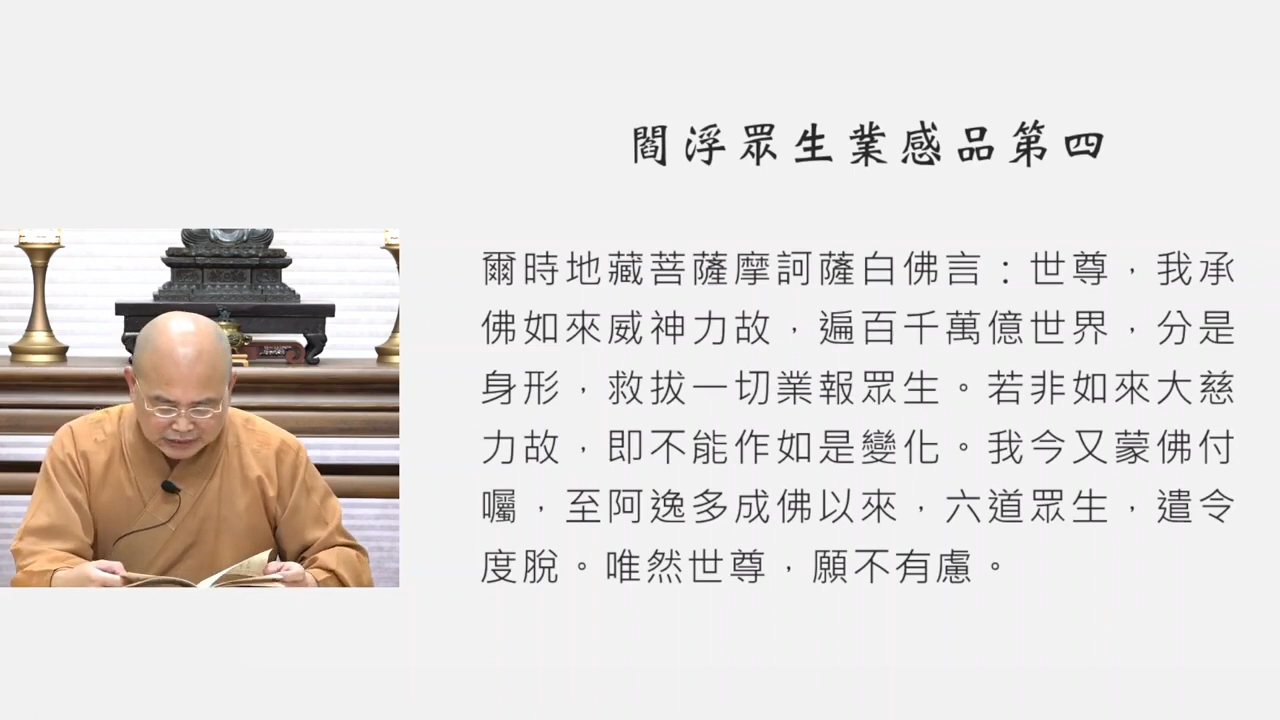 閻浮眾生業感品第四
爾時地藏菩薩摩訶薩白佛言：世尊，我承
佛如來威神力故，遍百千萬億世界，分是
身形，救拔一切業報眾生。若非如來大慈
力故，即不能作如是變化。我今又蒙佛付
囑，至阿逸多成佛以來，六道眾生，遣令
度脫。唯然世尊，願不有慮。